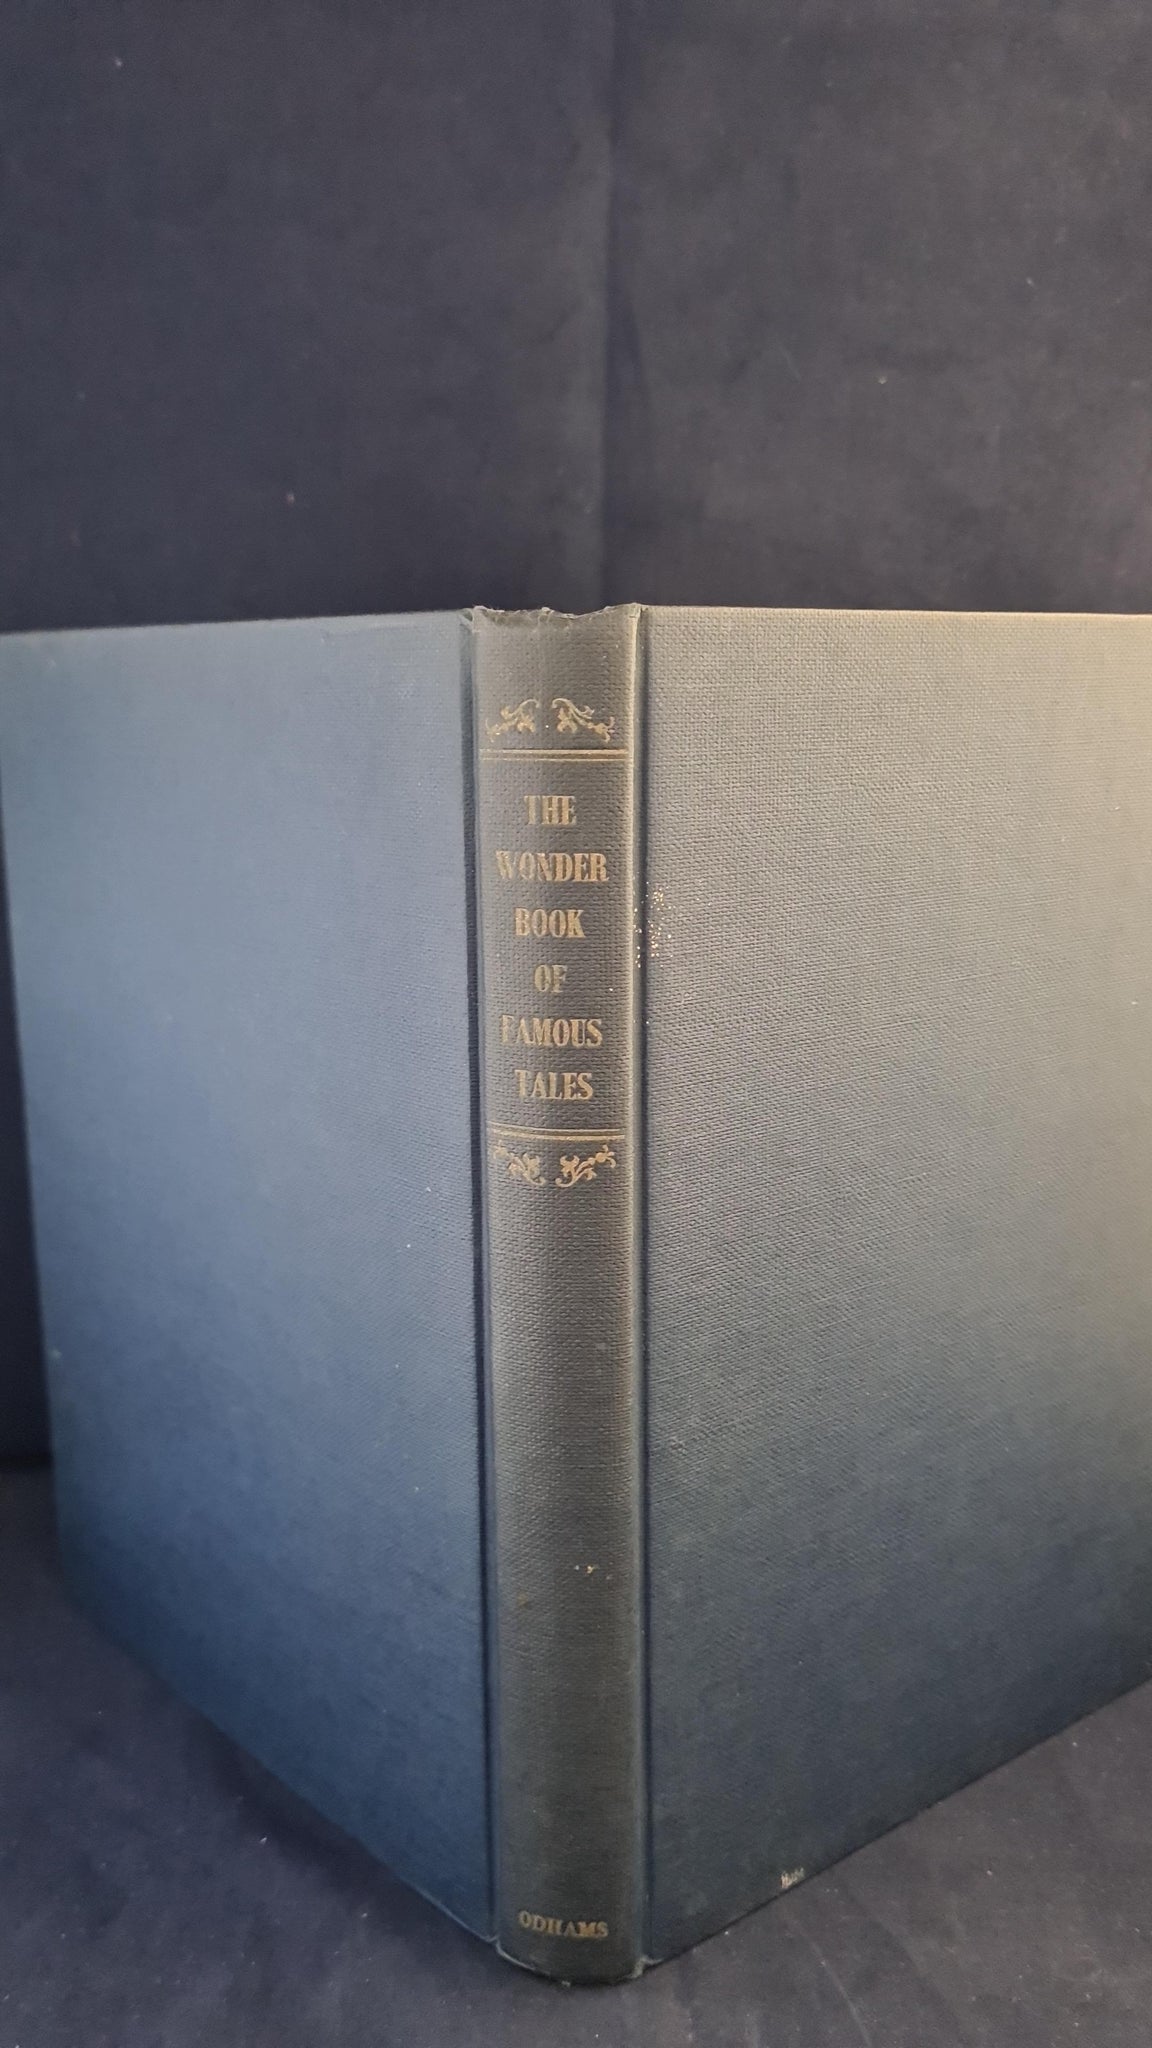 THE
WONDER
BOOK
OF
FAMOUS
TALES
ODHAMS